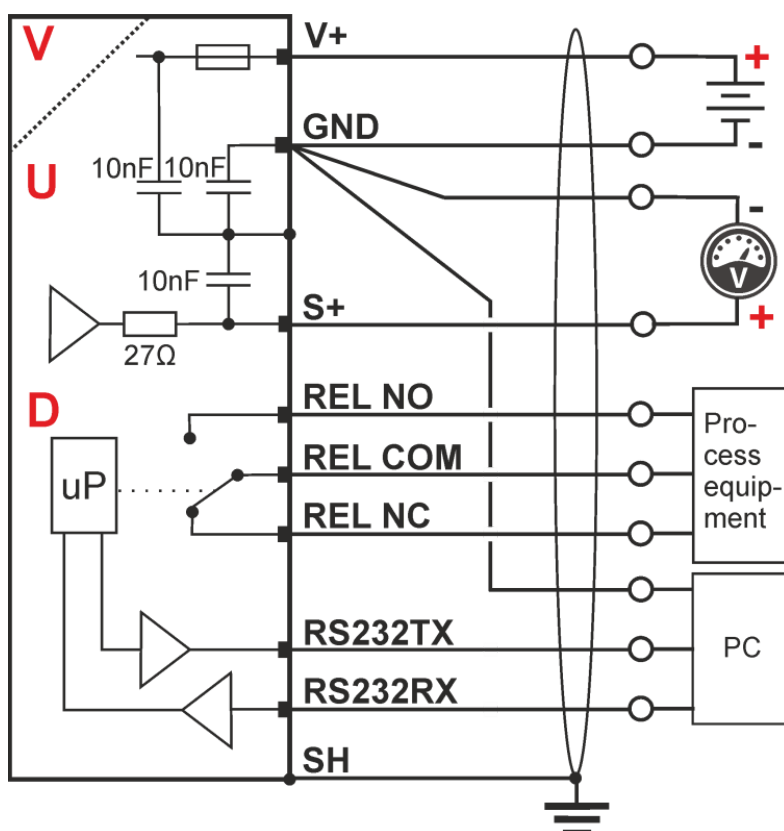 V
V+
+
GND
10nF
10nF
-
U
-
V
10nF
S+
+
27Ω
D
REL NO
Pro-
cess
equip-
ment
REL COM
uP
REL NC
RS232TX
PC
RS232RX
SH